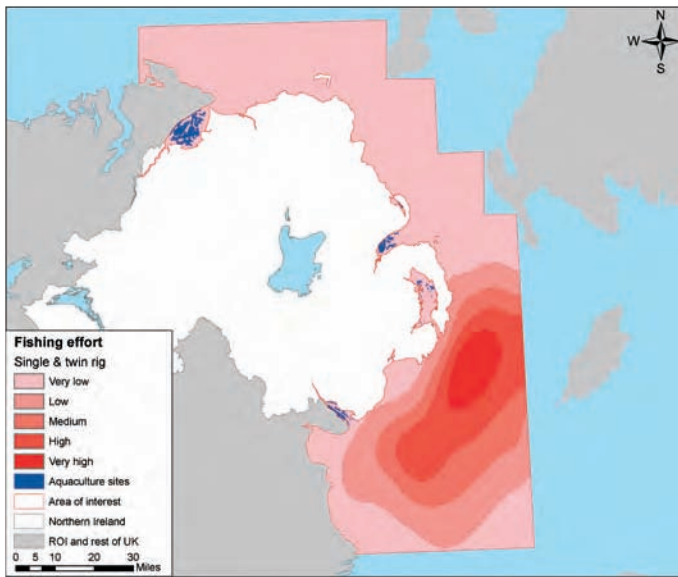 N
W
S
Fishing effort
Single & twin rig
Very low
Low
Medium
High
Very high
Aquaculture sites
Area of interest
Northern Ireland
ROI and rest of UK
0 5 10 20 30
Miles